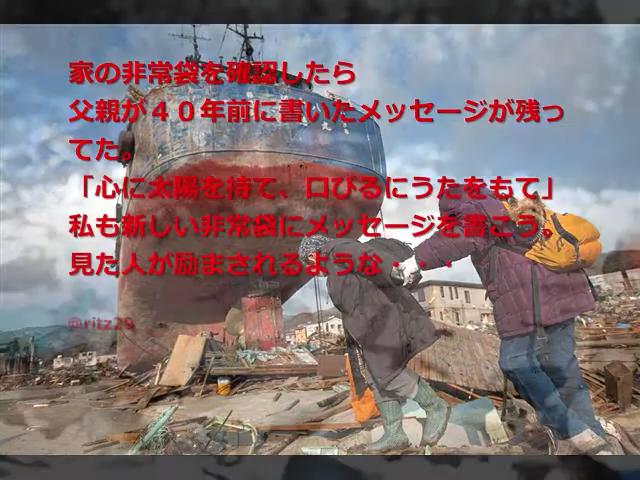 家の非常袋を確認したら
父親が４０年前に書いたメッセージが残っ
てた。
「心に太陽を持て、口びるにうたをもて」
私も新しい非常袋にメッセージを書こう。
見た人が励まされるような・・・
@ritz29